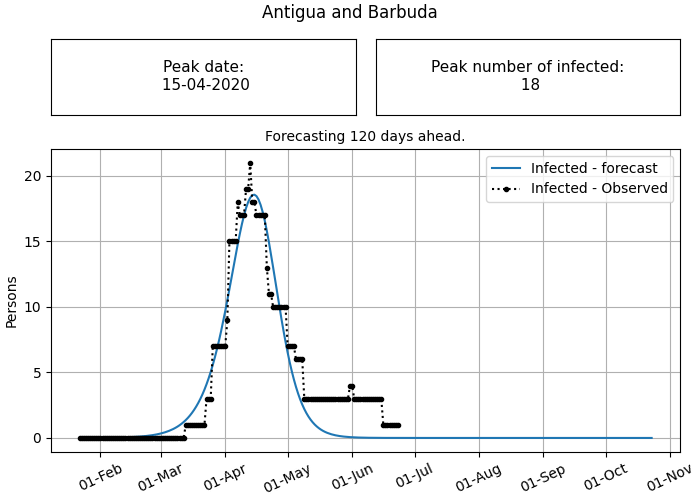 Antigua and Barbuda
Peak date:
15-04-2020
Peak number of infected:
18
Forecasting 120 days ahead.
Infected - forecast
Infected - Observed
Persons
20
15
10
5
0
01-Feb
01-Mar
01-Apr
01-May
01-Jun
01-Jul
01-Aug
01-Sep
01-Oct
01-Nov